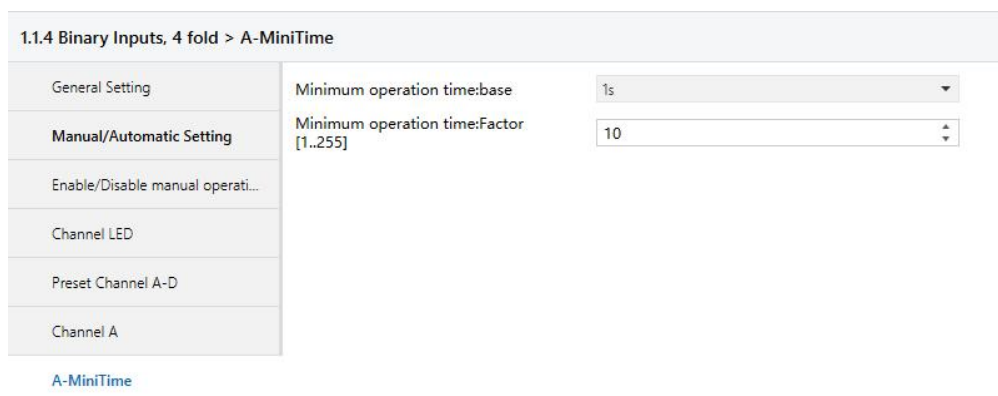 1.1.4 Binary Inputs, 4 fold > A-MiniTime
General Setting
Manual/Automatic Setting
Enable/Disable manual operati...
Channel LED
Preset Channel A-D
Channel A
A-MiniTime
Minimum operation time:base
1s
Minimum operation time:Factor
[1..255]
10